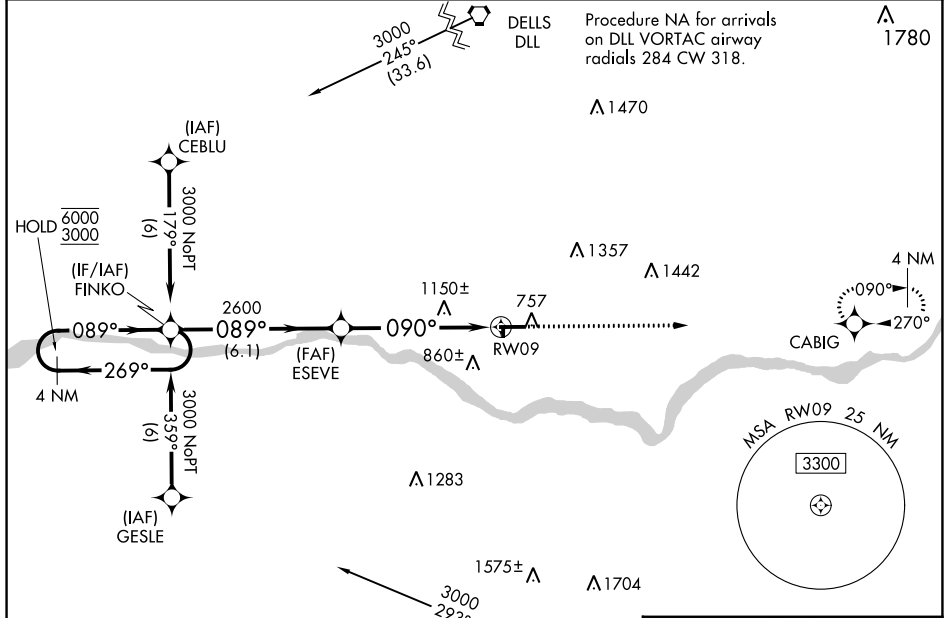 3000
245°
(33.6)
DELLS
DLL
Procedure NA for arrivals
on DLL VORTAC airway
radials 284 CW 318.
1780
1470
(IAF)
CEBLU
3000 NoPT
179°
(6)
HOLD
6000
3000
(IF/IAF)
FINKO
089°
269°
4 NM
2600
089°
(6.1)
(FAF)
ESEVE
090°
1150±
860±
757
RW09
1357
1442
4 NM
090°
270°
CABIG
3000 NoPT
359°
(6)
(IAF)
GESLE
1283
MSA RW09 25 NM
3300
1575±
1704
3000
293°